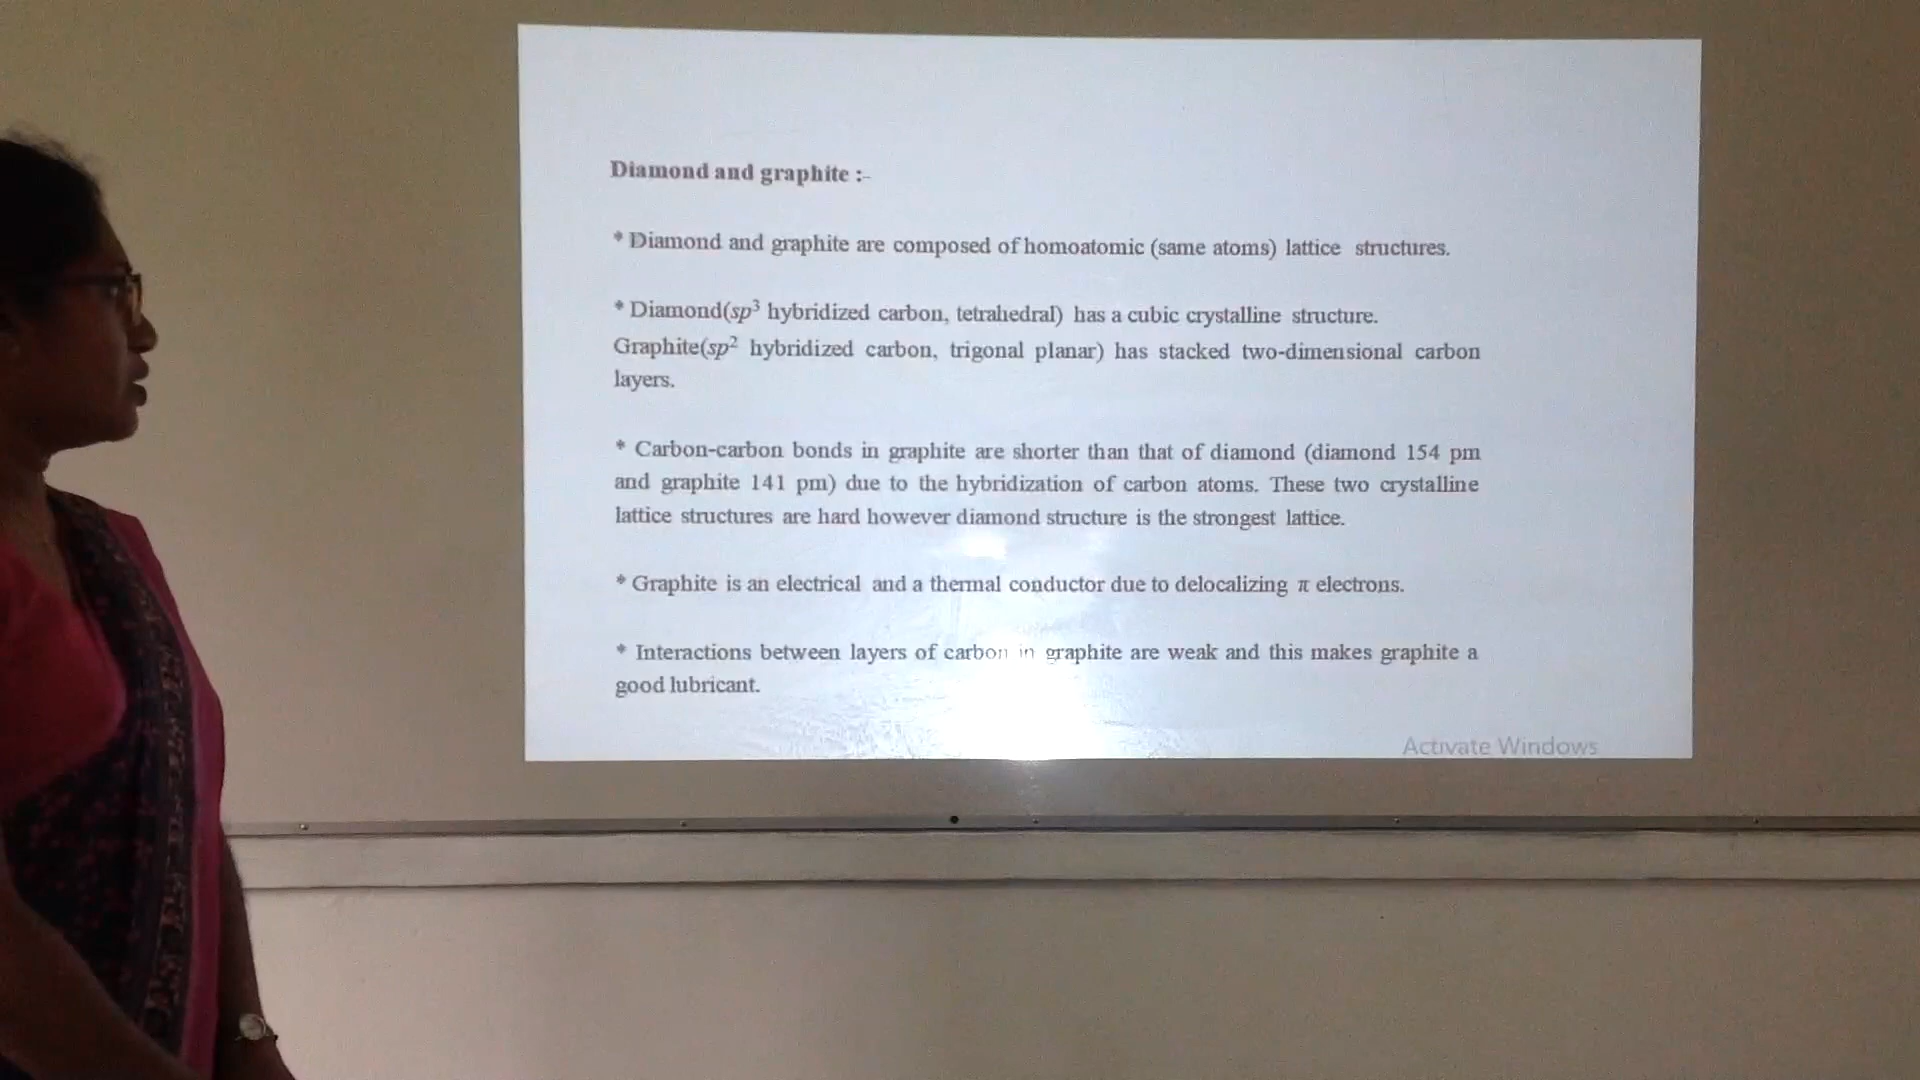 Diamond and graphite :-
* Diamond and graphite are composed of homoatomic (same atoms) lattice structures.
* Diamond(sp³ hybridized carbon, tetrahedral) has a cubic crystalline structure.
Graphite(sp² hybridized carbon, trigonal planar) has stacked two-dimensional carbon
layers.
* Carbon-carbon bonds in graphite are shorter than that of diamond (diamond 154 pm
and graphite 141 pm) due to the hybridization of carbon atoms. These two crystalline
lattice structures are hard however diamond structure is the strongest lattice.
* Graphite is an electrical and a thermal conductor due to delocalizing π electrons.
* Interactions between layers of carbon in graphite are weak and this makes graphite a
good lubricant.
Activate Windows